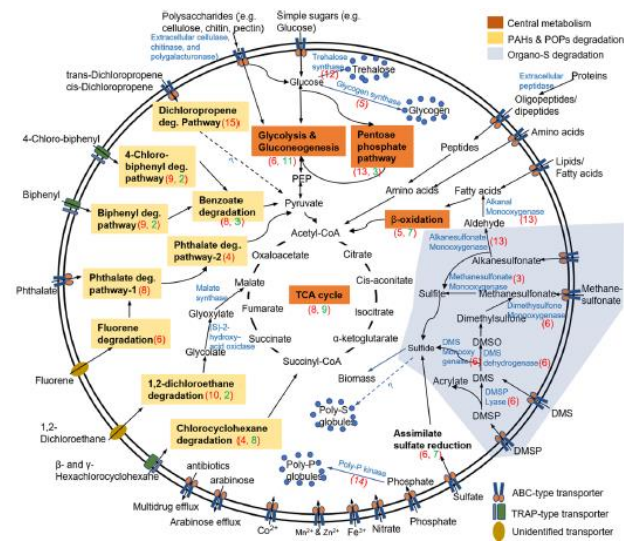 Polysaccharides (e.g.
cellulose, chitin, pectin)
Extracellular cellulase,
chitinase, and
polygalacturonase)
Simple sugars (e.g.
Glucose)
Central metabolism
PAHs & POPs degradation
Organo-S degradation
trans-Dichloropropene
cis-Dichloropropene
Trehalose
synthase
(12)
Trehalose
Glucose
Glycogen synthase
(5)
Glycogen
Extracellular
peptidase
Proteins
Oligopeptides/
dipeptides
Amino acids
Dichloropropene
deg. Pathway (15)
4-Chloro-biphenyl
4-Chloro-
biphenyl deg.
pathway (9, 2)
Glycolysis &
Gluconeogenesis
(6, 11)
Pentose
phosphate
pathway
(13, 3)
Peptides
Lipids/
Fatty acids
PEP
Amino acids
Fatty acids
Biphenyl
Biphenyl deg.
pathway (9, 2)
Benzoate
degradation
(8, 3)
Pyruvate
β-oxidation
(5, 7)
Alkanal
Monooxygenase
(13)
Acetyl-CoA
Aldehyde
Phthalate deg.
pathway-2 (4)
Alkanesulfonate
Monooxygenase
(13)
Oxaloacetate
Citrate
Alkanesulfonate
Phthalate
Phthalate deg.
pathway-1 (8)
Malate
synthase
Malate
Cis-aconitate
Methanesulfonate
Monooxygenase
(3)
Methane-
sulfonate
TCA cycle
(8, 9)
Sulfite
Methanesulfonate
Glyoxylate
Fumarate
Isocitrate
Dimethylsulfone
Monooxygenase
(6)
Dimethylsulfone
Fluorene
degradation (6)
(S)-2-
hydroxy-
acid oxidase
Succinate
α-ketoglutarate
DMSO
Glycolate
Succinyl-CoA
Sulfide
DMS
Monooxy
genase (6)
DMS
dehydrogenase (6)
Fluorene
1,2-dichloroethane
degradation (10, 2)
Biomass
Acrylate
DMS
DMSP
Lyase (6)
DMS
1,2-
Dichloroethane
Chlorocyclohexane
degradation (4, 8)
Poly-S
globules
DMSP
DMSP
Assimilate
sulfate reduction
(6, 7)
β- and γ-
Hexachlorocyclohexane
antibiotics
arabinose
Poly-P
globules
Poly-P kinase
(14)
Phosphate
Sulfate
Multidrug efflux
Arabinose efflux
Co²⁺
Mn²⁺ & Zn²⁺
Fe²⁺
Nitrate
Phosphate
ABC-type transporter
TRAP-type transporter
Unidentified transporter